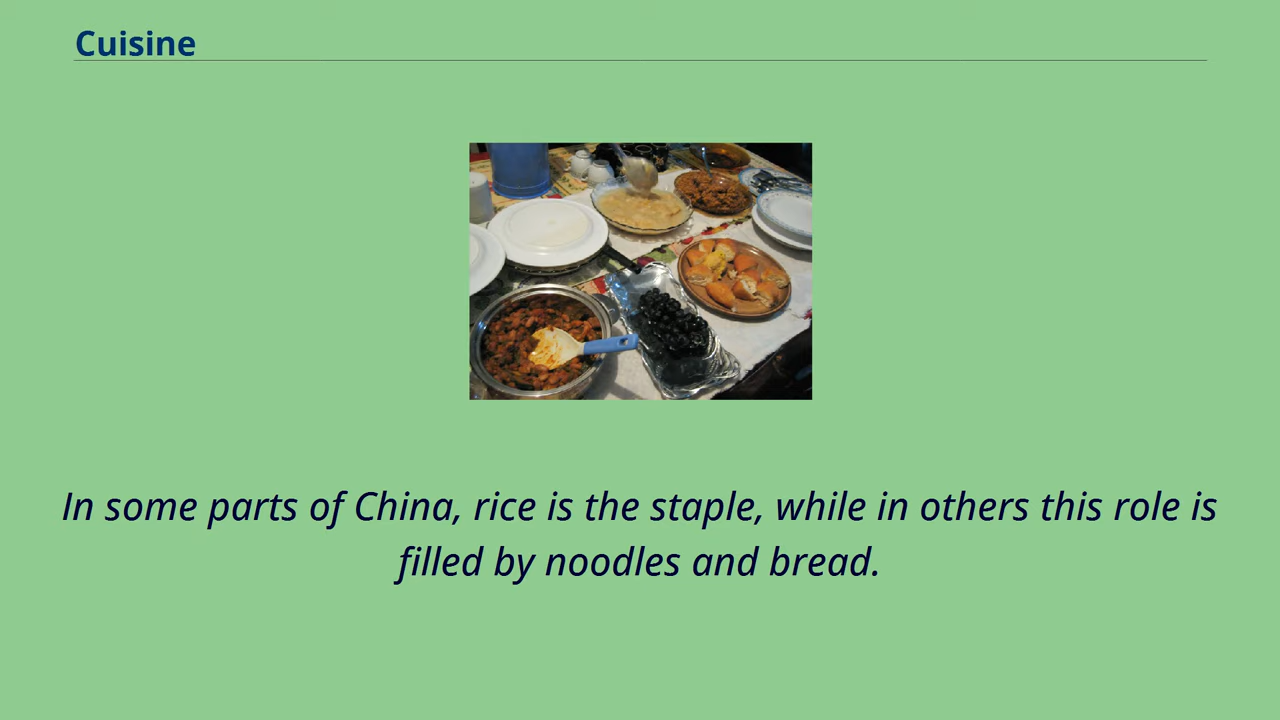 Cuisine
In some parts of China, rice is the staple, while in others this role is
filled by noodles and bread.